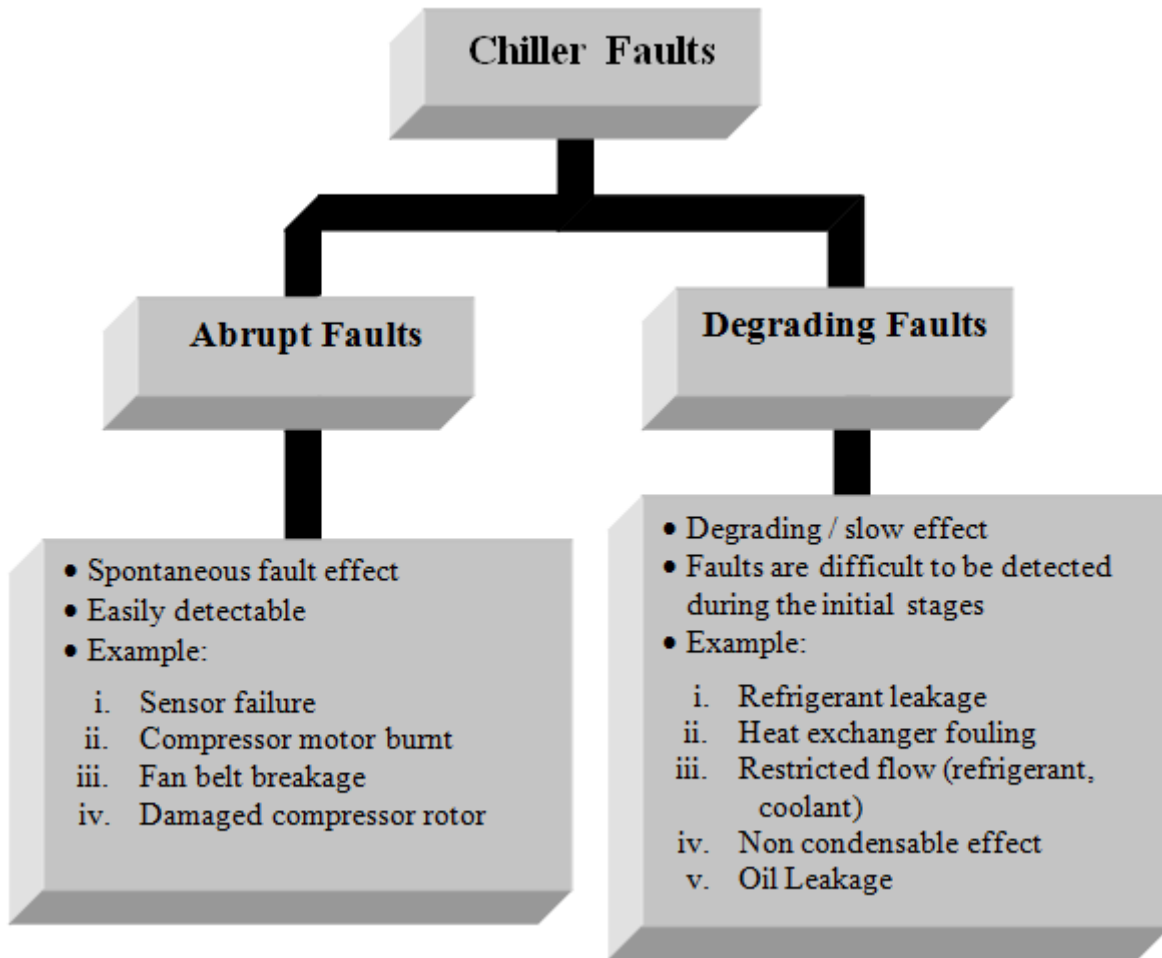 Chiller Faults
Abrupt Faults
• Spontaneous fault effect
• Easily detectable
• Example:
i. Sensor failure
ii. Compressor motor burnt
iii. Fan belt breakage
iv. Damaged compressor rotor
Degrading Faults
• Degrading / slow effect
• Faults are difficult to be detected
during the initial stages
• Example:
i. Refrigerant leakage
ii. Heat exchanger fouling
iii. Restricted flow (refrigerant,
coolant)
iv. Non condensable effect
v. Oil Leakage